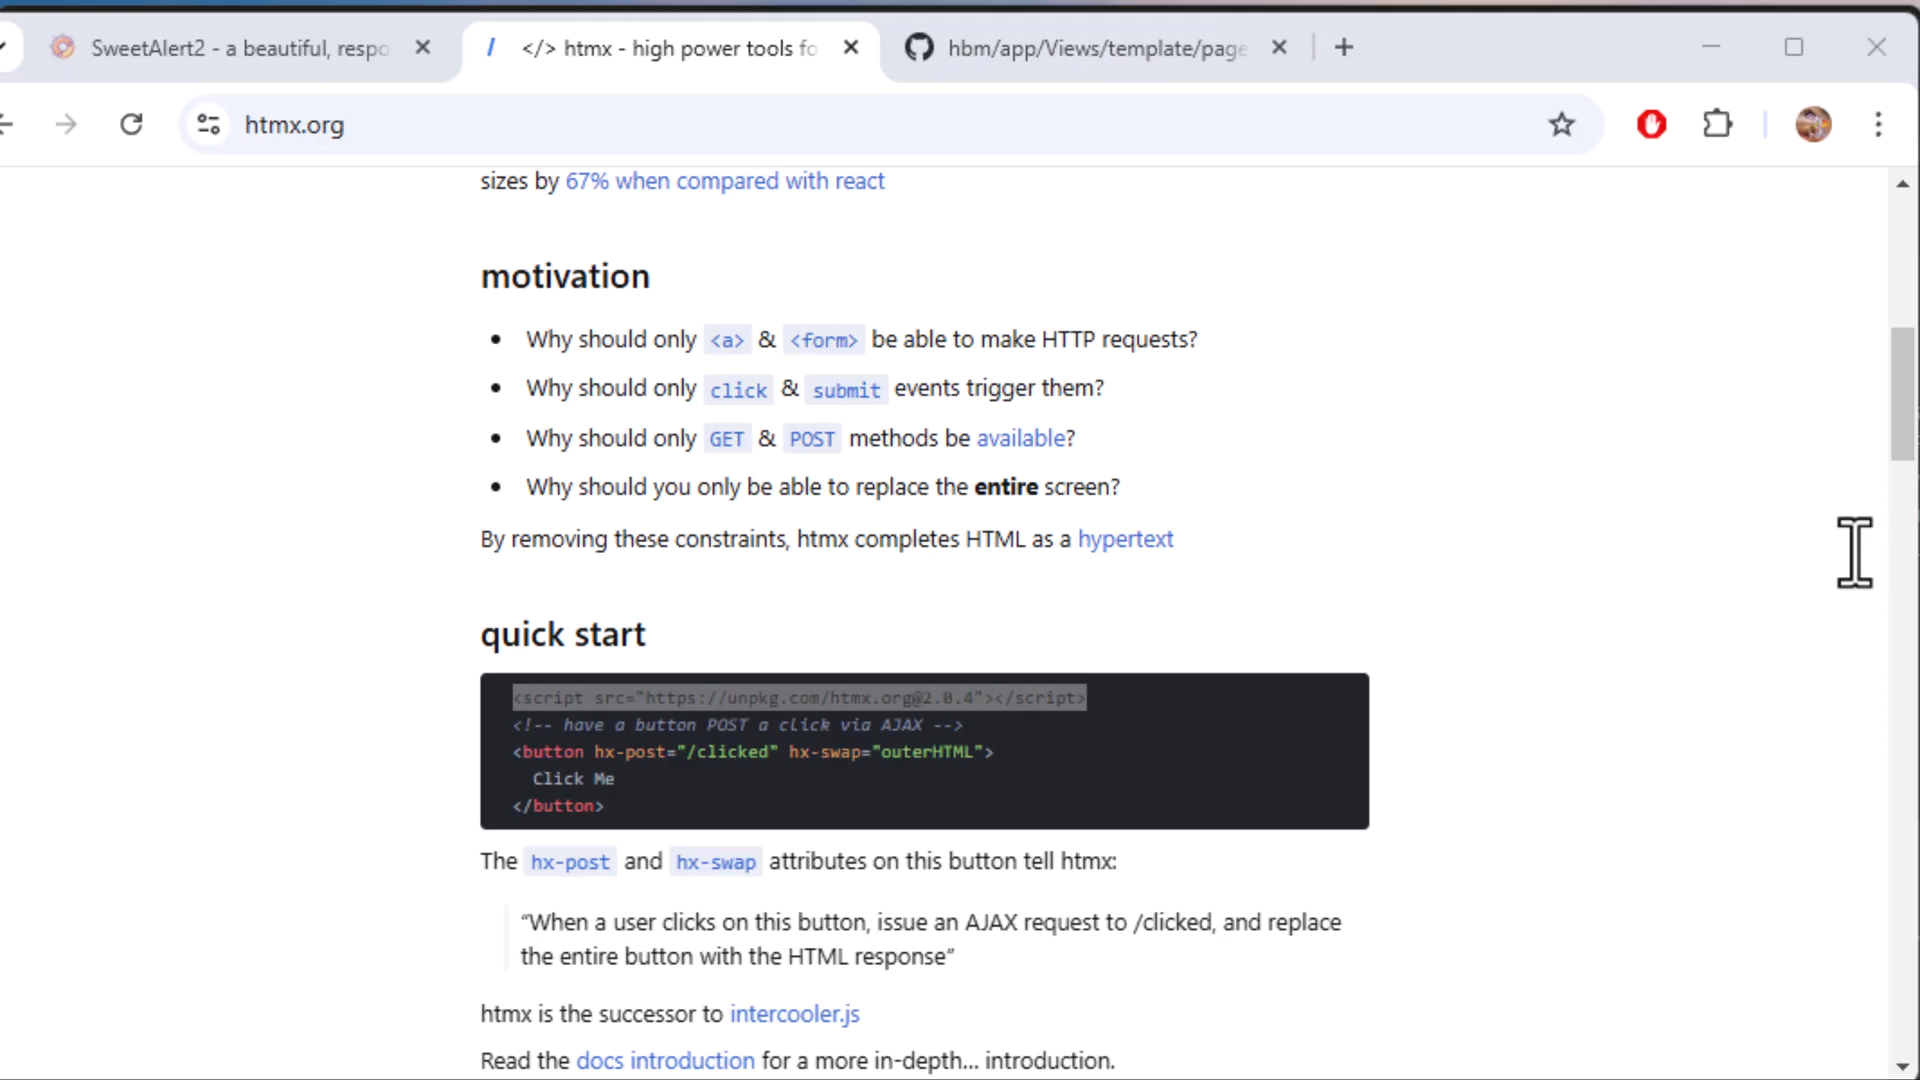 SweetAlert2 - a beautiful, respo
</> htmx - high power tools fo
hbm/app/Views/template/page
htmx.org
sizes by 67% when compared with react
motivation
• Why should only <a> & <form> be able to make HTTP requests?
• Why should only click & submit events trigger them?
• Why should only GET & POST methods be available?
• Why should you only be able to replace the entire screen?
By removing these constraints, htmx completes HTML as a hypertext
quick start
<script src="https://unpkg.com/htmx.org@2.0.4"></script>
<!-- have a button POST a click via AJAX -->
<button hx-post="/clicked" hx-swap="outerHTML">
Click Me
</button>
The hx-post and hx-swap attributes on this button tell htmx:
“When a user clicks on this button, issue an AJAX request to /clicked, and replace
the entire button with the HTML response”
htmx is the successor to intercooler.js
Read the docs introduction for a more in-depth... introduction.